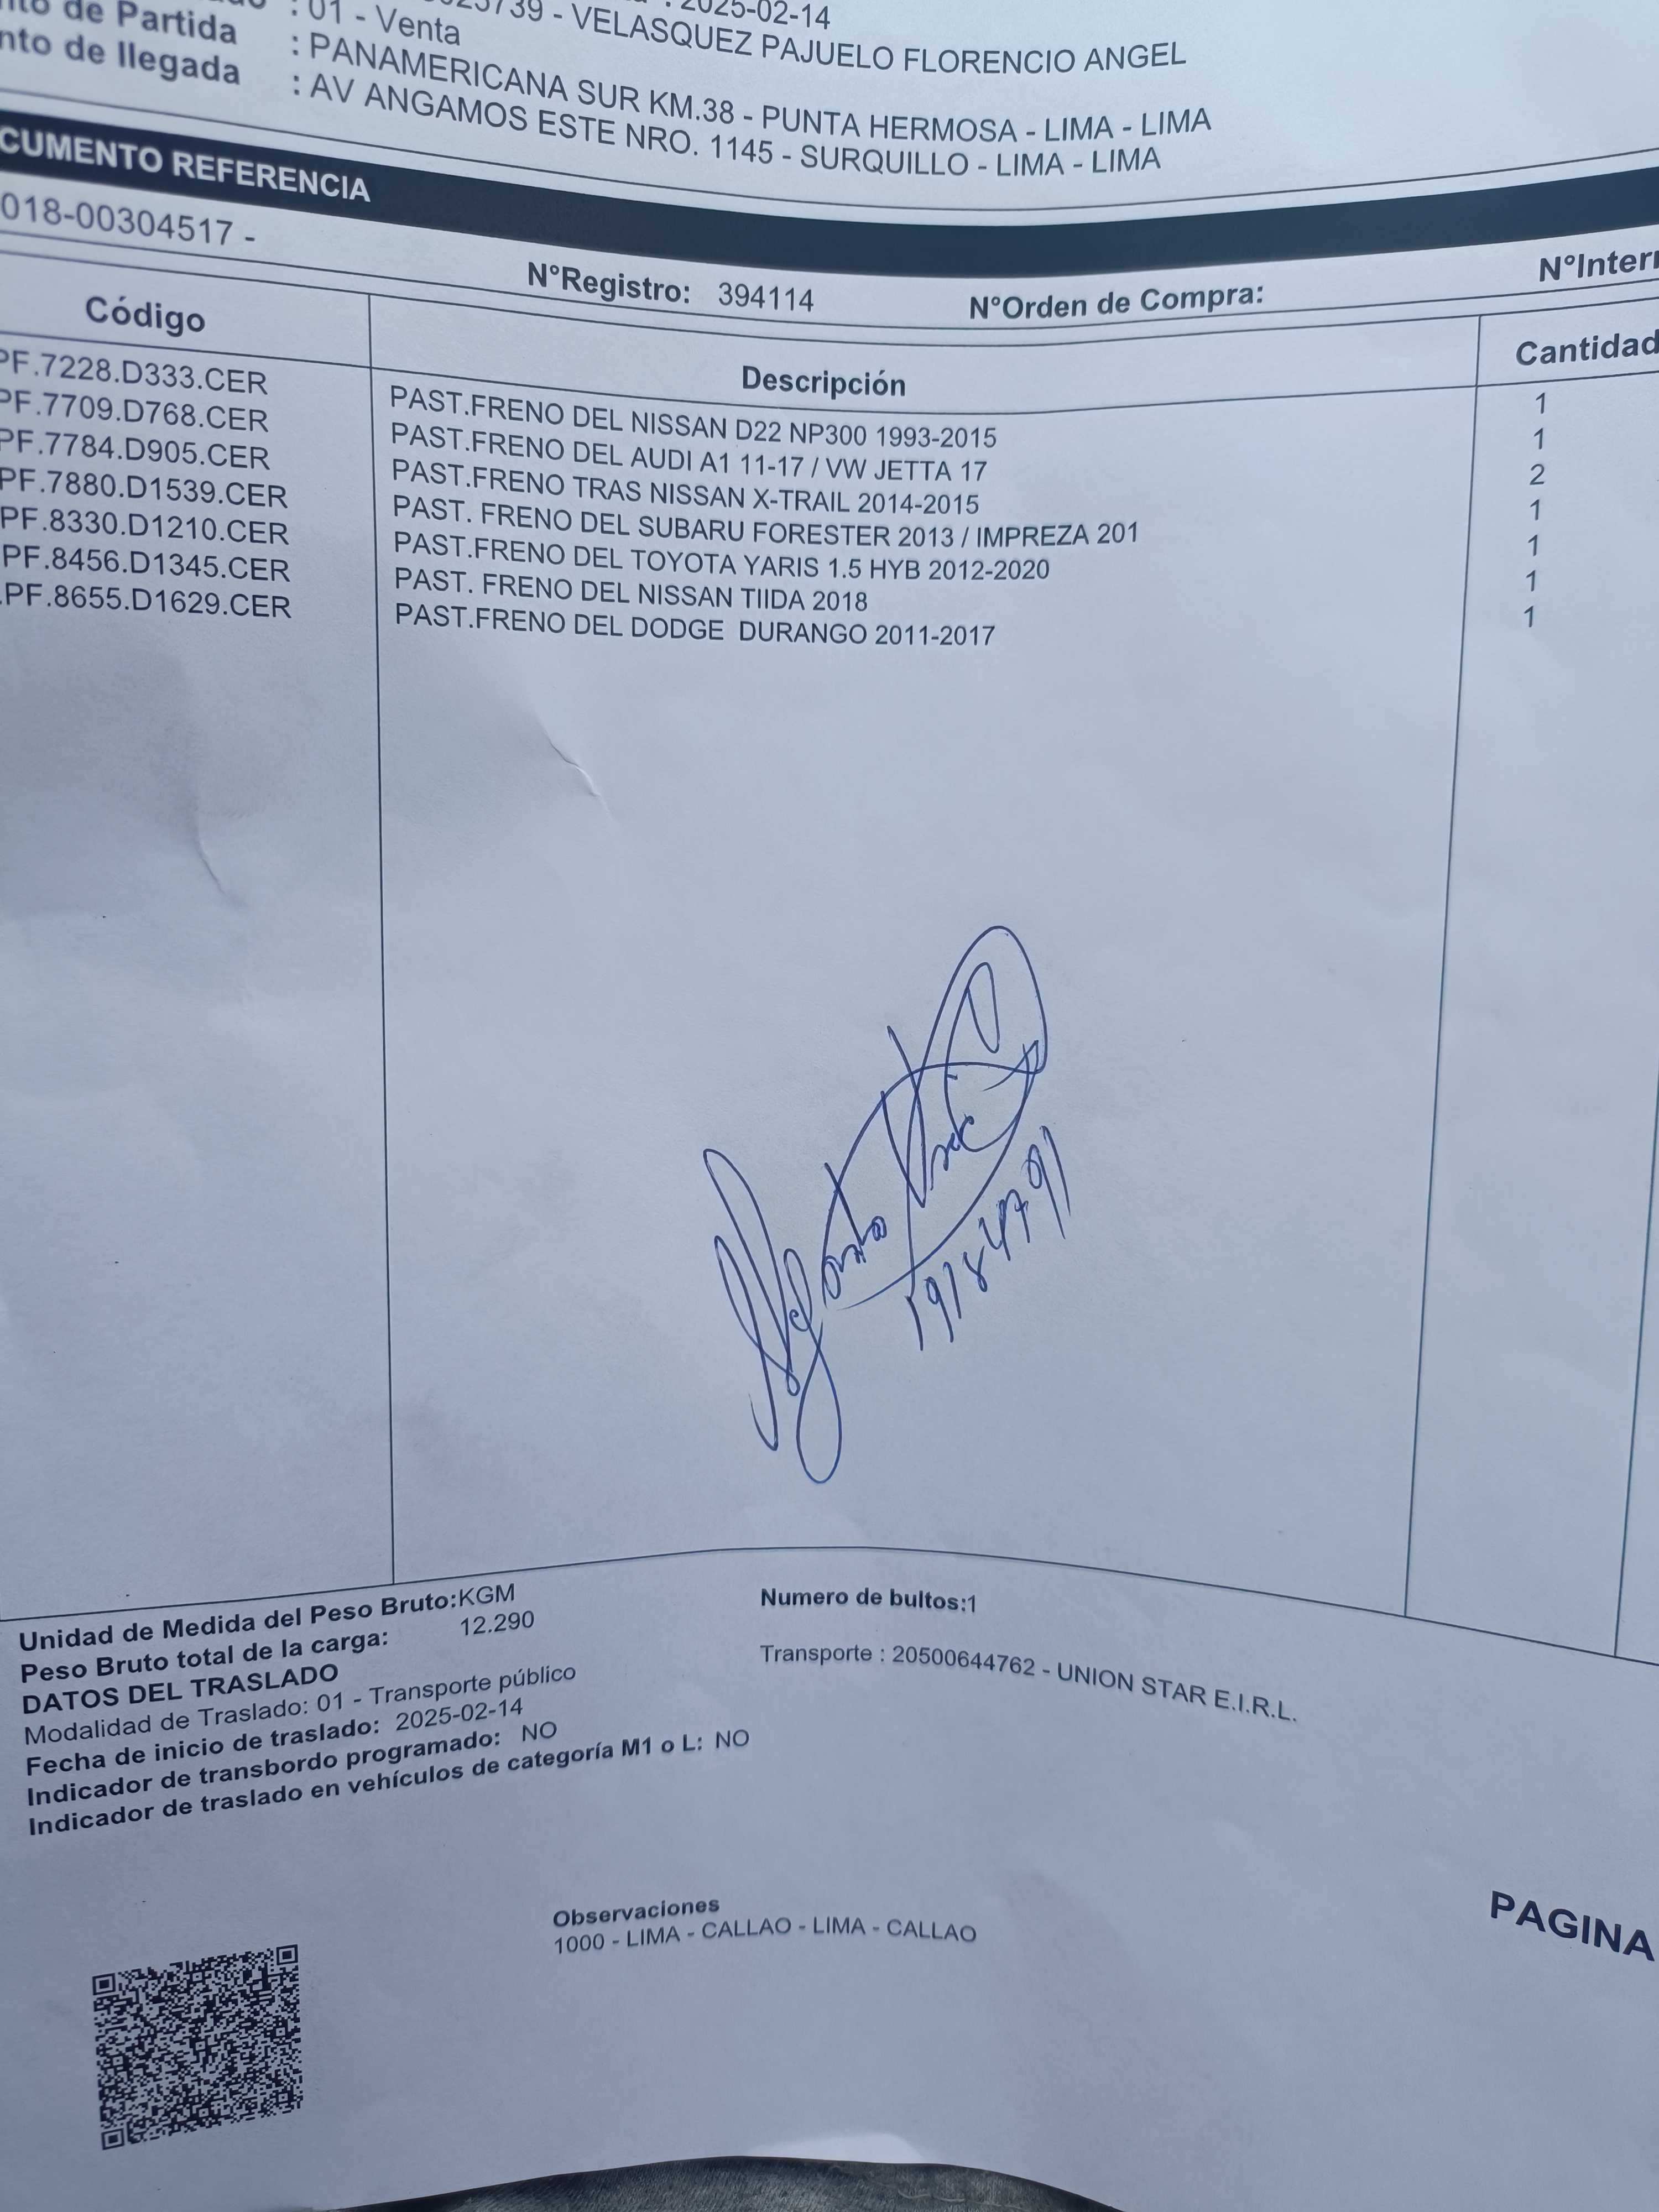 : 2025-02-14
: 01 - Venta
739 - VELASQUEZ PAJUELO FLORENCIO ANGEL
de Partida : PANAMERICANA SUR KM.38 - PUNTA HERMOSA - LIMA - LIMA
nto de llegada : AV ANGAMOS ESTE NRO. 1145 - SURQUILLO - LIMA - LIMA
CUMENTO REFERENCIA
018-00304517 -
N°Registro: 394114 N°Orden de Compra: N°Intern
Código Descripción Cantidad
PF.7228.D333.CER PAST.FRENO DEL NISSAN D22 NP300 1993-2015 1
PF.7709.D768.CER PAST.FRENO DEL AUDI A1 11-17 / VW JETTA 17 1
PF.7784.D905.CER PAST.FRENO TRAS NISSAN X-TRAIL 2014-2015 2
PF.7880.D1539.CER PAST. FRENO DEL SUBARU FORESTER 2013 / IMPREZA 201 1
PF.8330.D1210.CER PAST.FRENO DEL TOYOTA YARIS 1.5 HYB 2012-2020 1
PF.8456.D1345.CER PAST. FRENO DEL NISSAN TIIDA 2018 1
.PF.8655.D1629.CER PAST.FRENO DEL DODGE DURANGO 2011-2017 1
Unidad de Medida del Peso Bruto:KGM Numero de bultos:1
Peso Bruto total de la carga: 12.290
DATOS DEL TRASLADO Transporte : 20500644762 - UNION STAR E.I.R.L.
Modalidad de Traslado: 01 - Transporte público
Fecha de inicio de traslado: 2025-02-14
Indicador de transbordo programado: NO
Indicador de traslado en vehículos de categoría M1 o L: NO
Observaciones
1000 - LIMA - CALLAO - LIMA - CALLAO
PAGINA